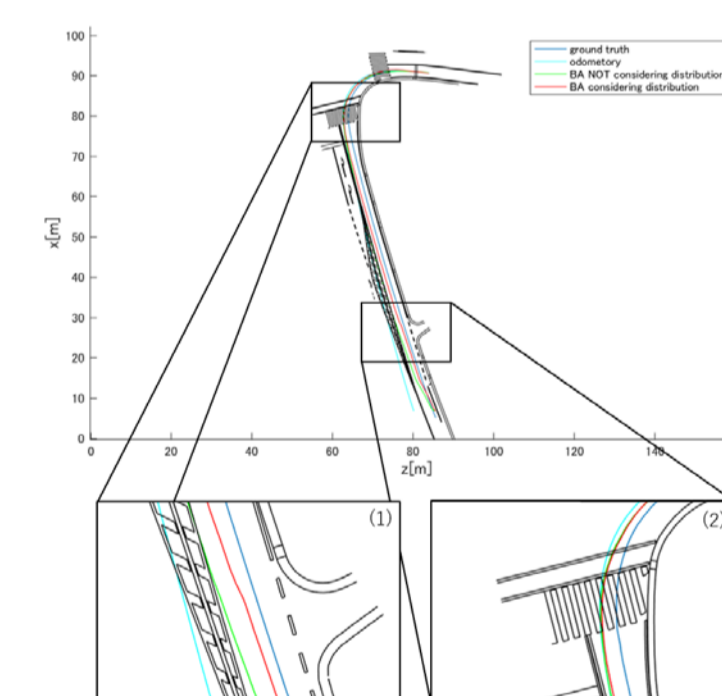 100
90
80
70
60
50
40
30
20
10
0
x[m]
ground truth
odometory
BA NOT considering distribution
BA considering distribution
0 20 40 60 80 100 120 140
z[m]
(1)
(2)